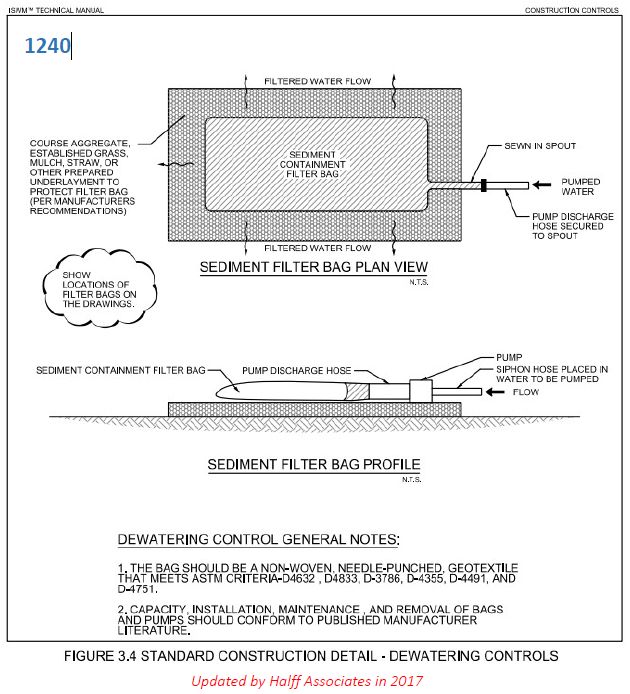 iSWM™ TECHNICAL MANUAL
CONSTRUCTION CONTROLS
1240
FILTERED WATER FLOW
COURSE AGGREGATE,
ESTABLISHED GRASS,
MULCH, STRAW, OR
OTHER PREPARED
UNDERLAYMENT TO
PROTECT FILTER BAG
(PER MANUFACTURERS
RECOMMENDATIONS)
SEDIMENT
CONTAINMENT
FILTER BAG
SEWN IN SPOUT
PUMPED
WATER
PUMP DISCHARGE
HOSE SECURED
TO SPOUT
FILTERED WATER FLOW
SEDIMENT FILTER BAG PLAN VIEW
N.T.S.
SHOW
LOCATIONS OF
FILTER BAGS ON
THE DRAWINGS.
SEDIMENT CONTAINMENT FILTER BAG
PUMP DISCHARGE HOSE
PUMP
SIPHON HOSE PLACED IN
WATER TO BE PUMPED
FLOW
SEDIMENT FILTER BAG PROFILE
N.T.S.
DEWATERING CONTROL GENERAL NOTES:
1. THE BAG SHOULD BE A NON-WOVEN, NEEDLE-PUNCHED, GEOTEXTILE
THAT MEETS ASTM CRITERIA-D4632 , D4833, D-3786, D-4355, D-4491, AND
D-4751.
2. CAPACITY, INSTALLATION, MAINTENANCE , AND REMOVAL OF BAGS
AND PUMPS SHOULD CONFORM TO PUBLISHED MANUFACTURER
LITERATURE.
FIGURE 3.4 STANDARD CONSTRUCTION DETAIL - DEWATERING CONTROLS
Updated by Halff Associates in 2017